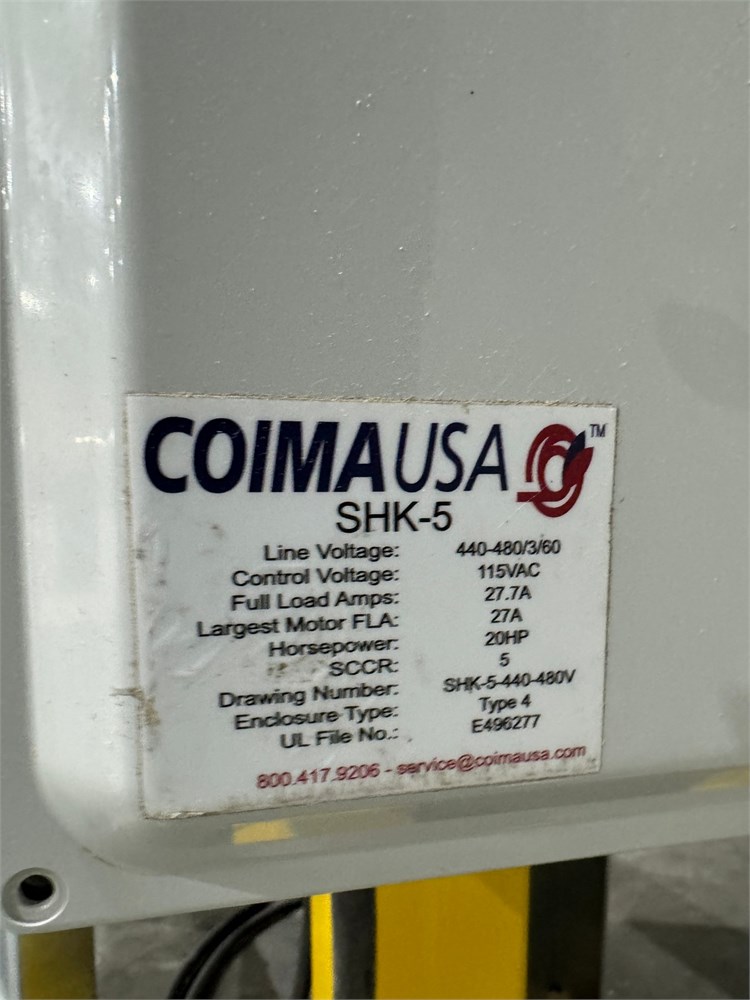 COIMAUSA ™
SHK-5
Line Voltage: 440-480/3/60
Control Voltage: 115VAC
Full Load Amps: 27.7A
Largest Motor FLA: 27A
Horsepower: 20HP
SCCR: 5
Drawing Number: SHK-5-440-480V
Enclosure Type: Type 4
UL File No.: E496277
800.417.9206 - service@coimausa.com